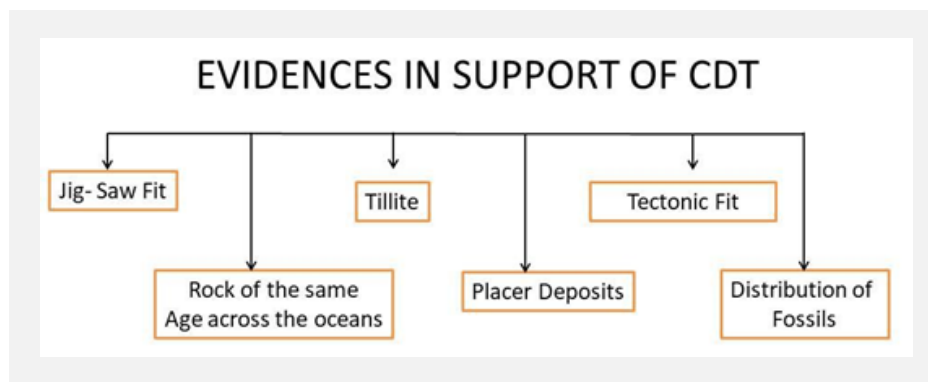 EVIDENCES IN SUPPORT OF CDT
Jig- Saw Fit
Tillite
Tectonic Fit
Rock of the same
Age across the oceans
Placer Deposits
Distribution of
Fossils